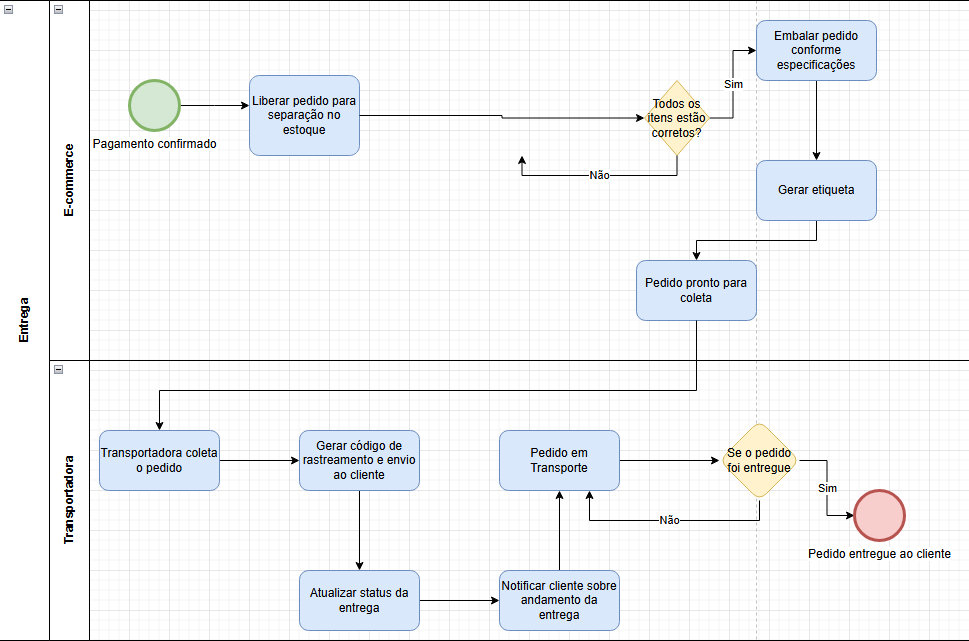 Entrega
E-commerce
Pagamento confirmado
Liberar pedido para
separação no
estoque
Todos os
itens estão
corretos?
Sim
Não
Embalar pedido
conforme
especificações
Gerar etiqueta
Pedido pronto para
coleta
Transportadora
Transportadora coleta
o pedido
Gerar código de
rastreamento e envio
ao cliente
Atualizar status da
entrega
Notificar cliente sobre
andamento da
entrega
Pedido em
Transporte
Se o pedido
foi entregue
Não
Sim
Pedido entregue ao cliente